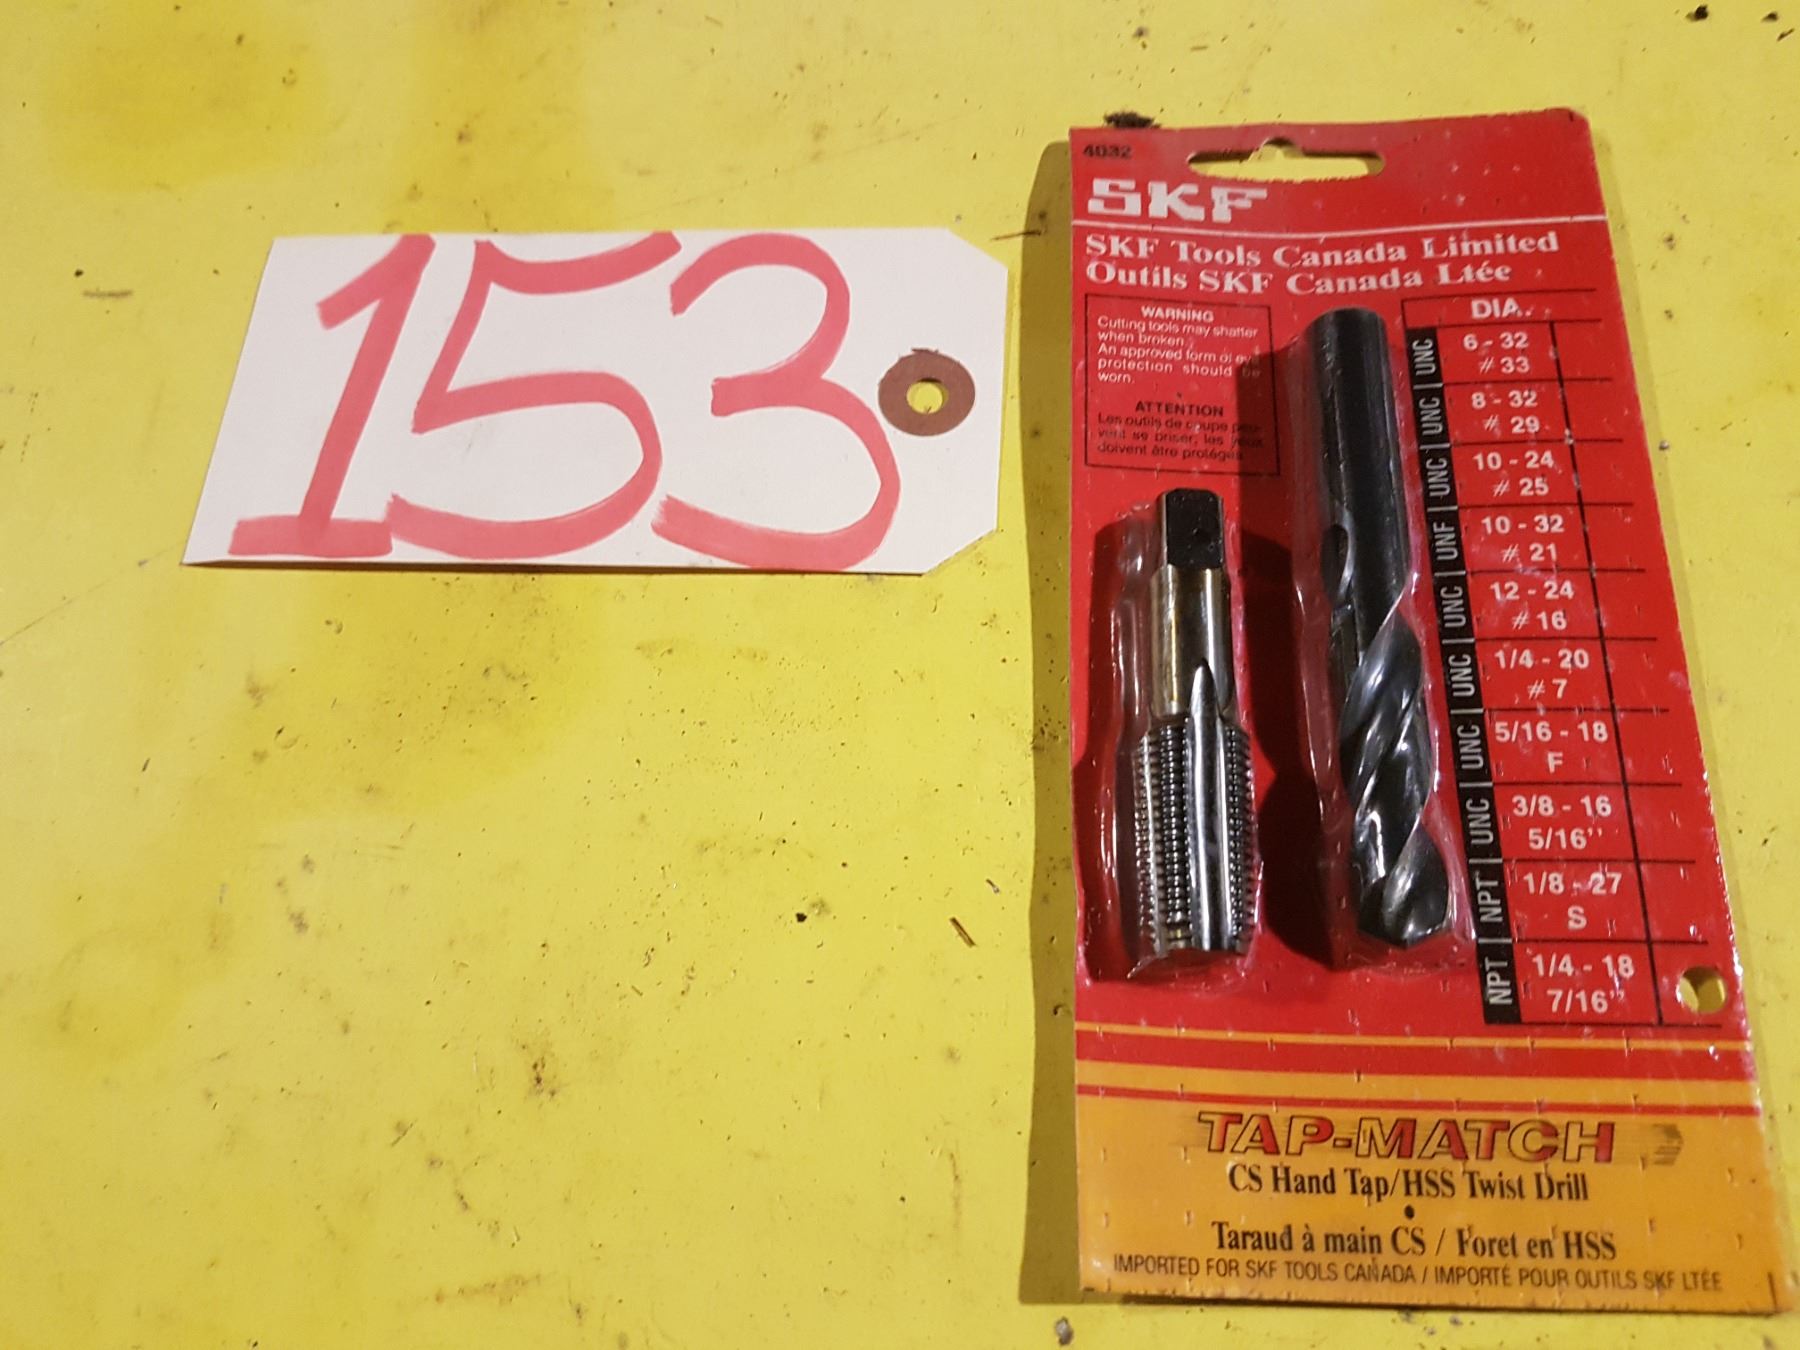 153
4032
SKF
SKF Tools Canada Limited
Outils SKF Canada Ltée
WARNING
Cutting tools may shatter
when broken.
An approved form of
protection should
worn.
ATTENTION
Les outils de coupe
vent se briser, les yeux
doivent être protégés
DIA.
UNC 6 - 32
# 33
UNC 8 - 32
# 29
UNC 10 - 24
# 25
UNF 10 - 32
# 21
UNC 12 - 24
# 16
UNC 1/4 - 20
# 7
UNC 5/16 - 18
F
UNC 3/8 - 16
5/16"
NPT 1/8 - 27
S
NPT 1/4 - 18
7/16"
TAP-MATCH
CS Hand Tap/HSS Twist Drill
Taraud à main CS / Foret en HSS
IMPORTED FOR SKF TOOLS CANADA / IMPORTÉ POUR OUTILS SKF LTÉE